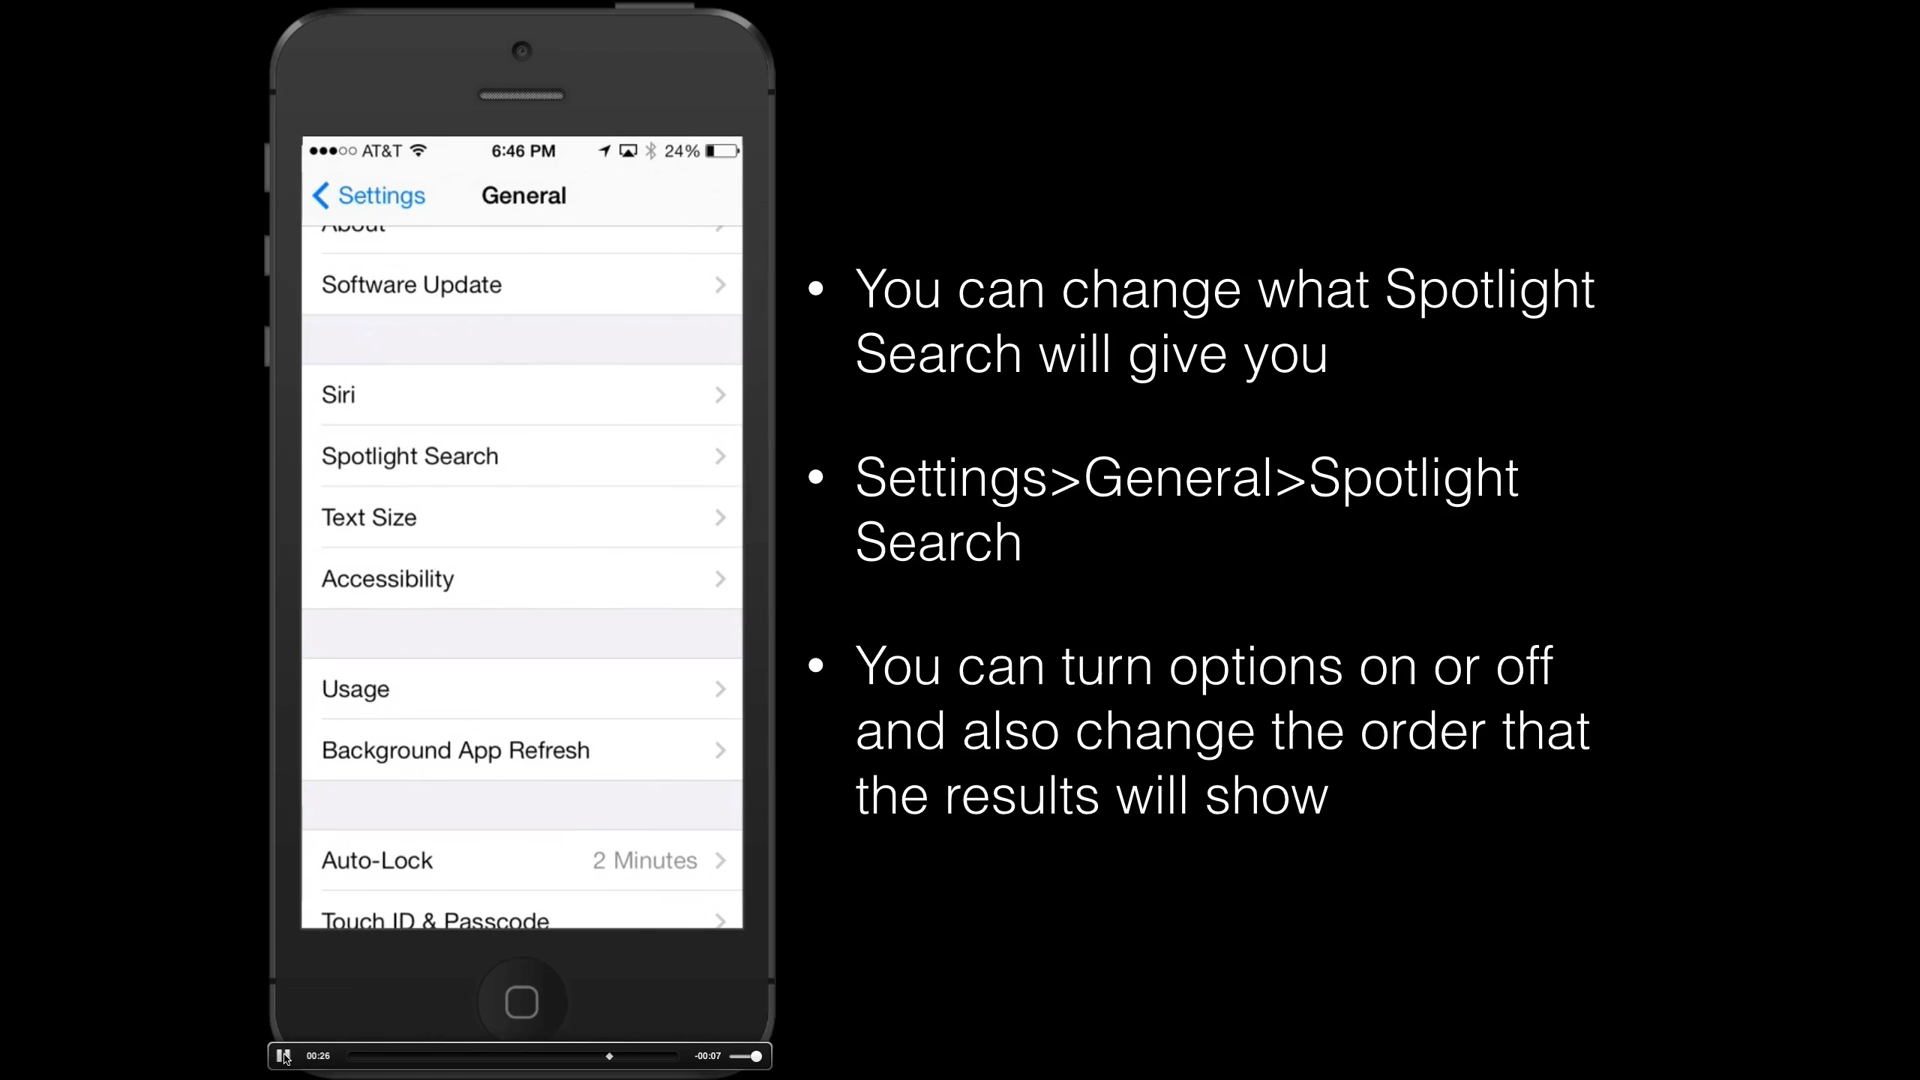 AT&T 6:46 PM 24%
Settings General
About
Software Update
Siri
Spotlight Search
Text Size
Accessibility
Usage
Background App Refresh
Auto-Lock 2 Minutes
Touch ID & Passcode
00:26 -00:07
• You can change what Spotlight
Search will give you
• Settings>General>Spotlight
Search
• You can turn options on or off
and also change the order that
the results will show